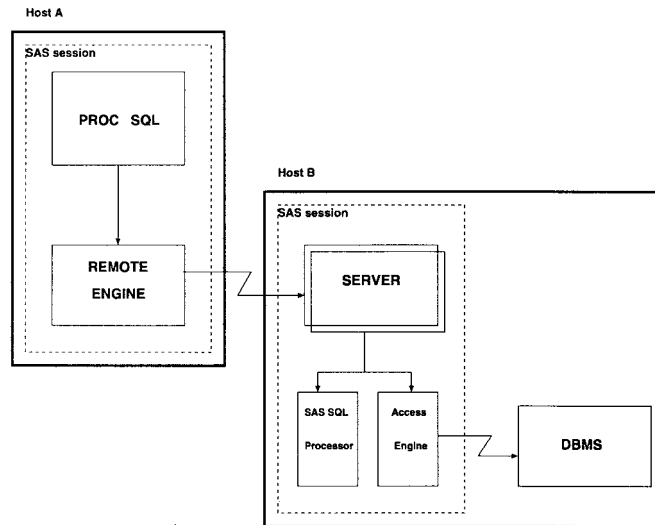 Host A
SAS session
PROC SQL
REMOTE
ENGINE
Host B
SAS session
SERVER
SAS SQL
Processor
Access
Engine
DBMS